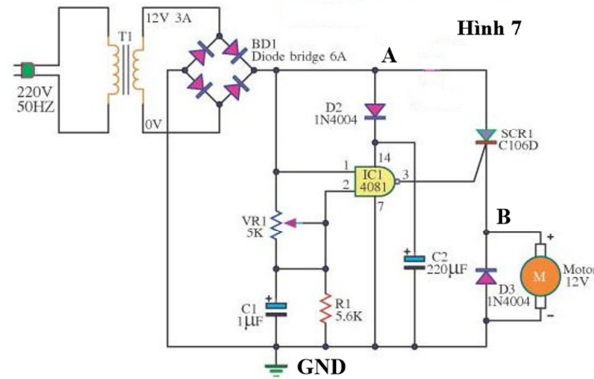 12V 3A
T1
BD1
Diode bridge 6A
Hình 7
A
220V
50HZ
0V
D2
1N4004
SCR1
C106D
14
1
IC1
3
4081
2
7
VR1
5K
B
+
C2
220µF
+
M
Motor
12V
D3
1N4004
-
+
C1
1µF
R1
5.6K
GND